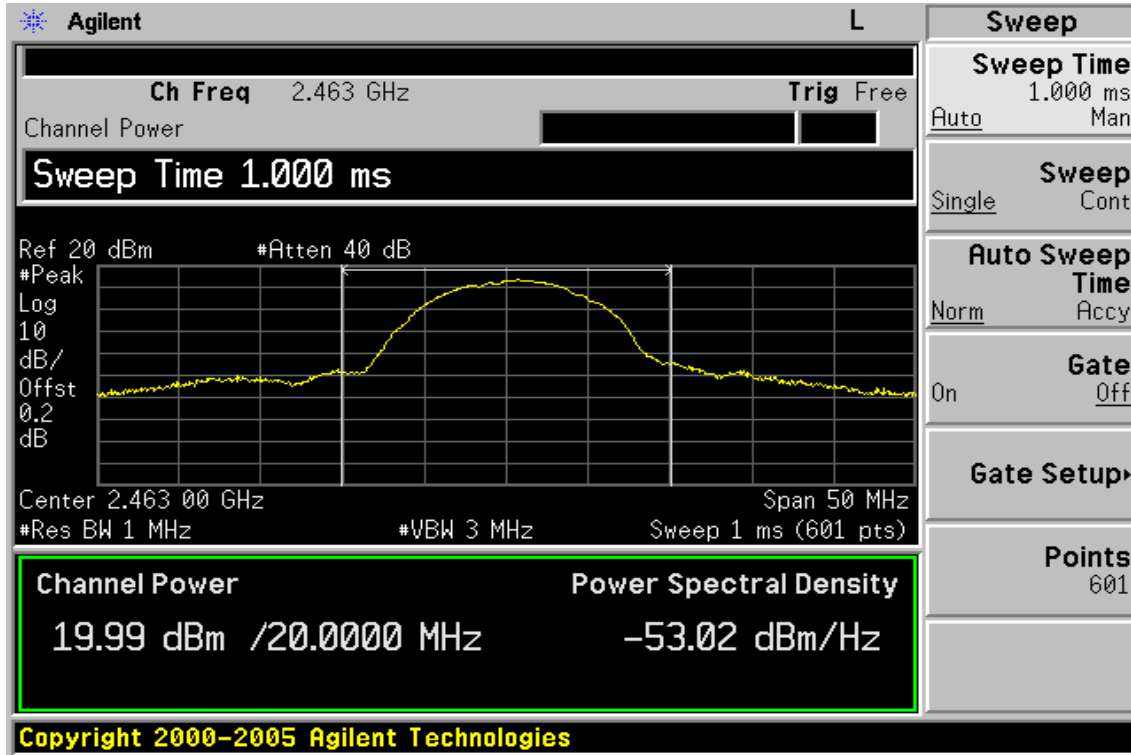 Agilent L Sweep
Ch Freq 2.463 GHz Trig Free
Channel Power
Sweep Time 1.000 ms
Ref 20 dBm #Atten 40 dB
#Peak
Log
10
dB/
Offst
0.2
dB
Center 2.463 00 GHz Span 50 MHz
#Res BW 1 MHz #VBW 3 MHz Sweep 1 ms (601 pts)
Channel Power Power Spectral Density
19.99 dBm /20.0000 MHz -53.02 dBm/Hz
Sweep Time
1.000 ms
Auto Man
Sweep
Single Cont
Auto Sweep
Time
Norm Accy
Gate
On Off
Gate Setup▸
Points
601
Copyright 2000-2005 Agilent Technologies